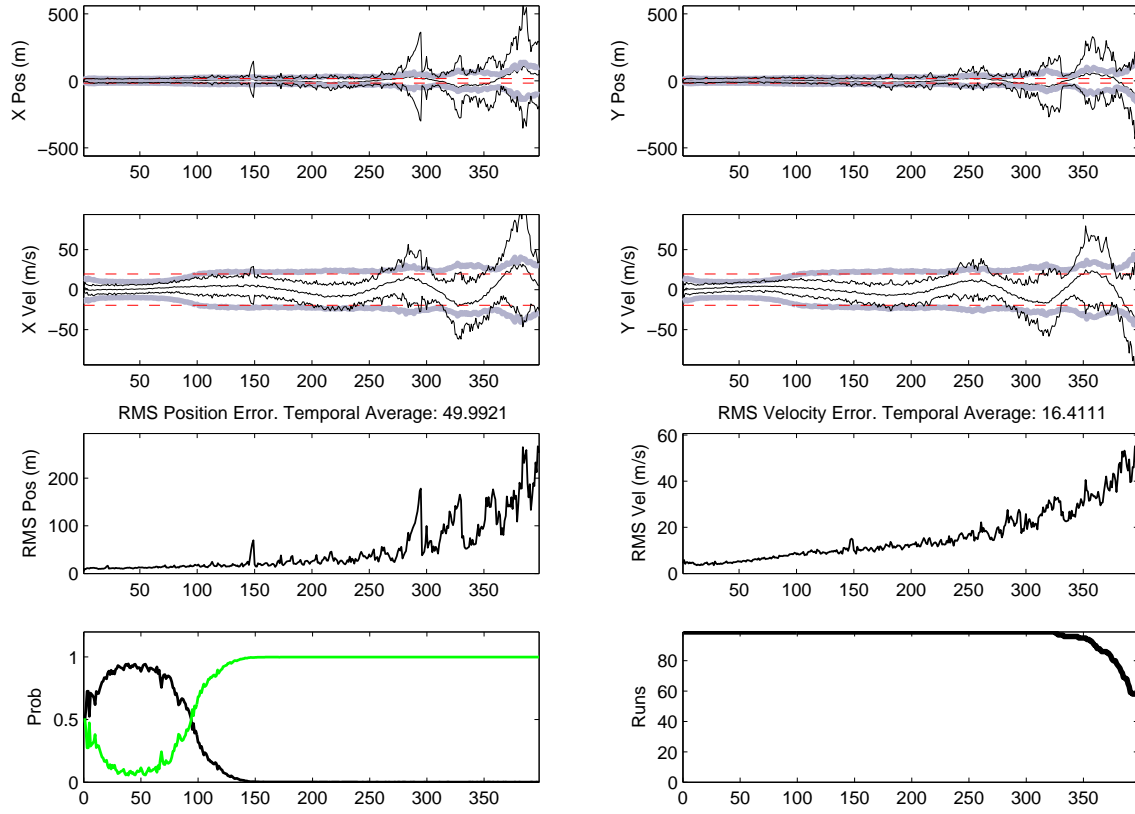 500
0
−500
X Pos (m)
50 100 150 200 250 300 350
500
0
−500
Y Pos (m)
50 100 150 200 250 300 350
50
0
−50
X Vel (m/s)
50 100 150 200 250 300 350
50
0
−50
Y Vel (m/s)
50 100 150 200 250 300 350
RMS Position Error. Temporal Average: 49.9921
200
100
0
RMS Pos (m)
50 100 150 200 250 300 350
RMS Velocity Error. Temporal Average: 16.4111
60
40
20
0
RMS Vel (m/s)
50 100 150 200 250 300 350
1
0.5
0
Prob
0 50 100 150 200 250 300 350
80
60
40
20
0
Runs
0 50 100 150 200 250 300 350